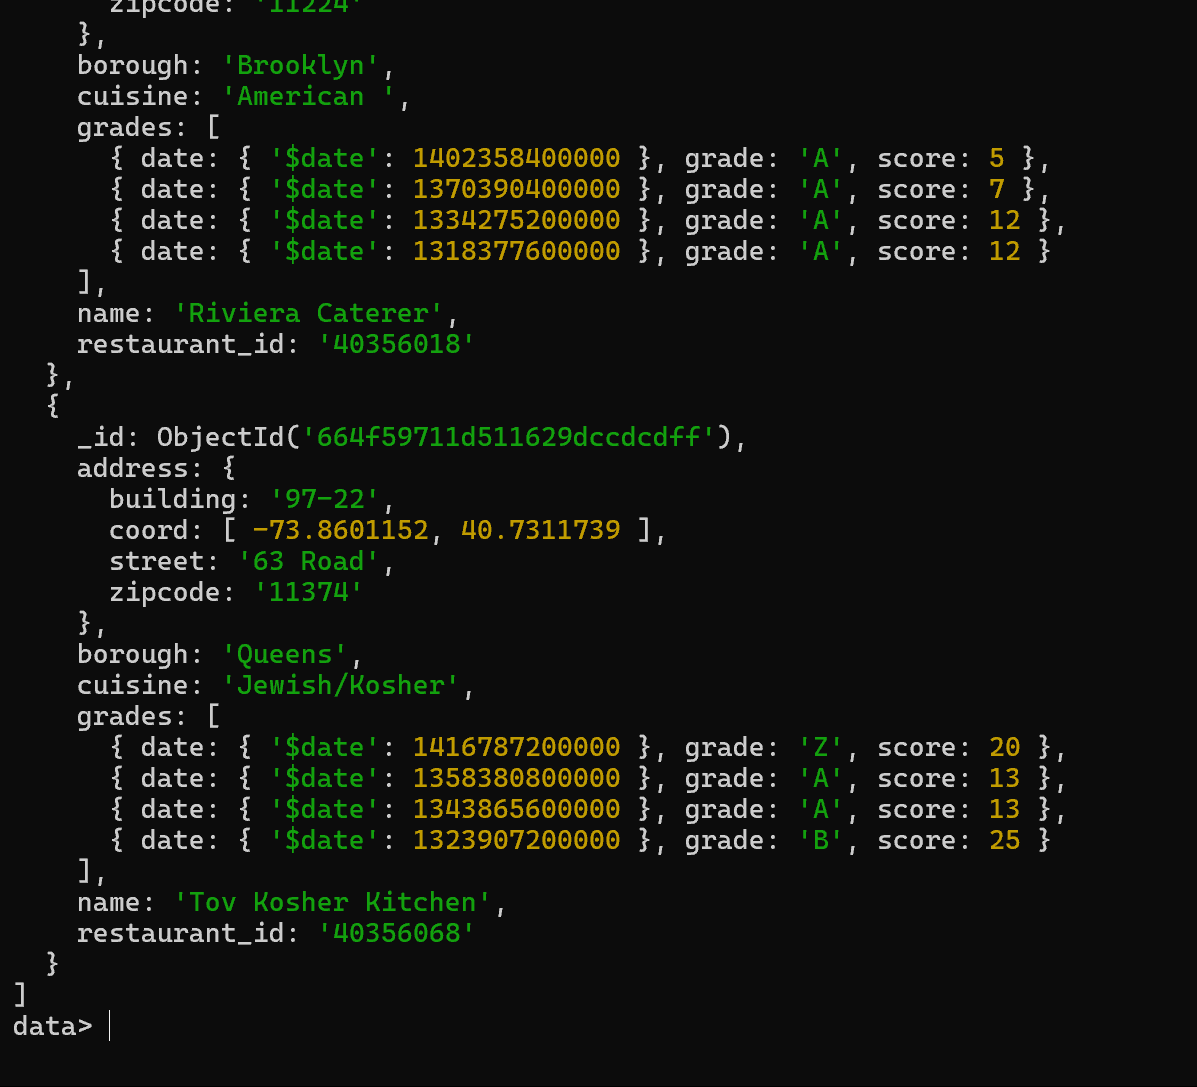 zipcode: '11224'
},
borough: 'Brooklyn',
cuisine: 'American ',
grades: [
{ date: { '$date': 1402358400000 }, grade: 'A', score: 5 },
{ date: { '$date': 1370390400000 }, grade: 'A', score: 7 },
{ date: { '$date': 1334275200000 }, grade: 'A', score: 12 },
{ date: { '$date': 1318377600000 }, grade: 'A', score: 12 }
],
name: 'Riviera Caterer',
restaurant_id: '40356018'
},
{
_id: ObjectId('664f59711d511629dccdcdff'),
address: {
building: '97-22',
coord: [ -73.8601152, 40.7311739 ],
street: '63 Road',
zipcode: '11374'
},
borough: 'Queens',
cuisine: 'Jewish/Kosher',
grades: [
{ date: { '$date': 1416787200000 }, grade: 'Z', score: 20 },
{ date: { '$date': 1358380800000 }, grade: 'A', score: 13 },
{ date: { '$date': 1343865600000 }, grade: 'A', score: 13 },
{ date: { '$date': 1323907200000 }, grade: 'B', score: 25 }
],
name: 'Tov Kosher Kitchen',
restaurant_id: '40356068'
}
]
data>